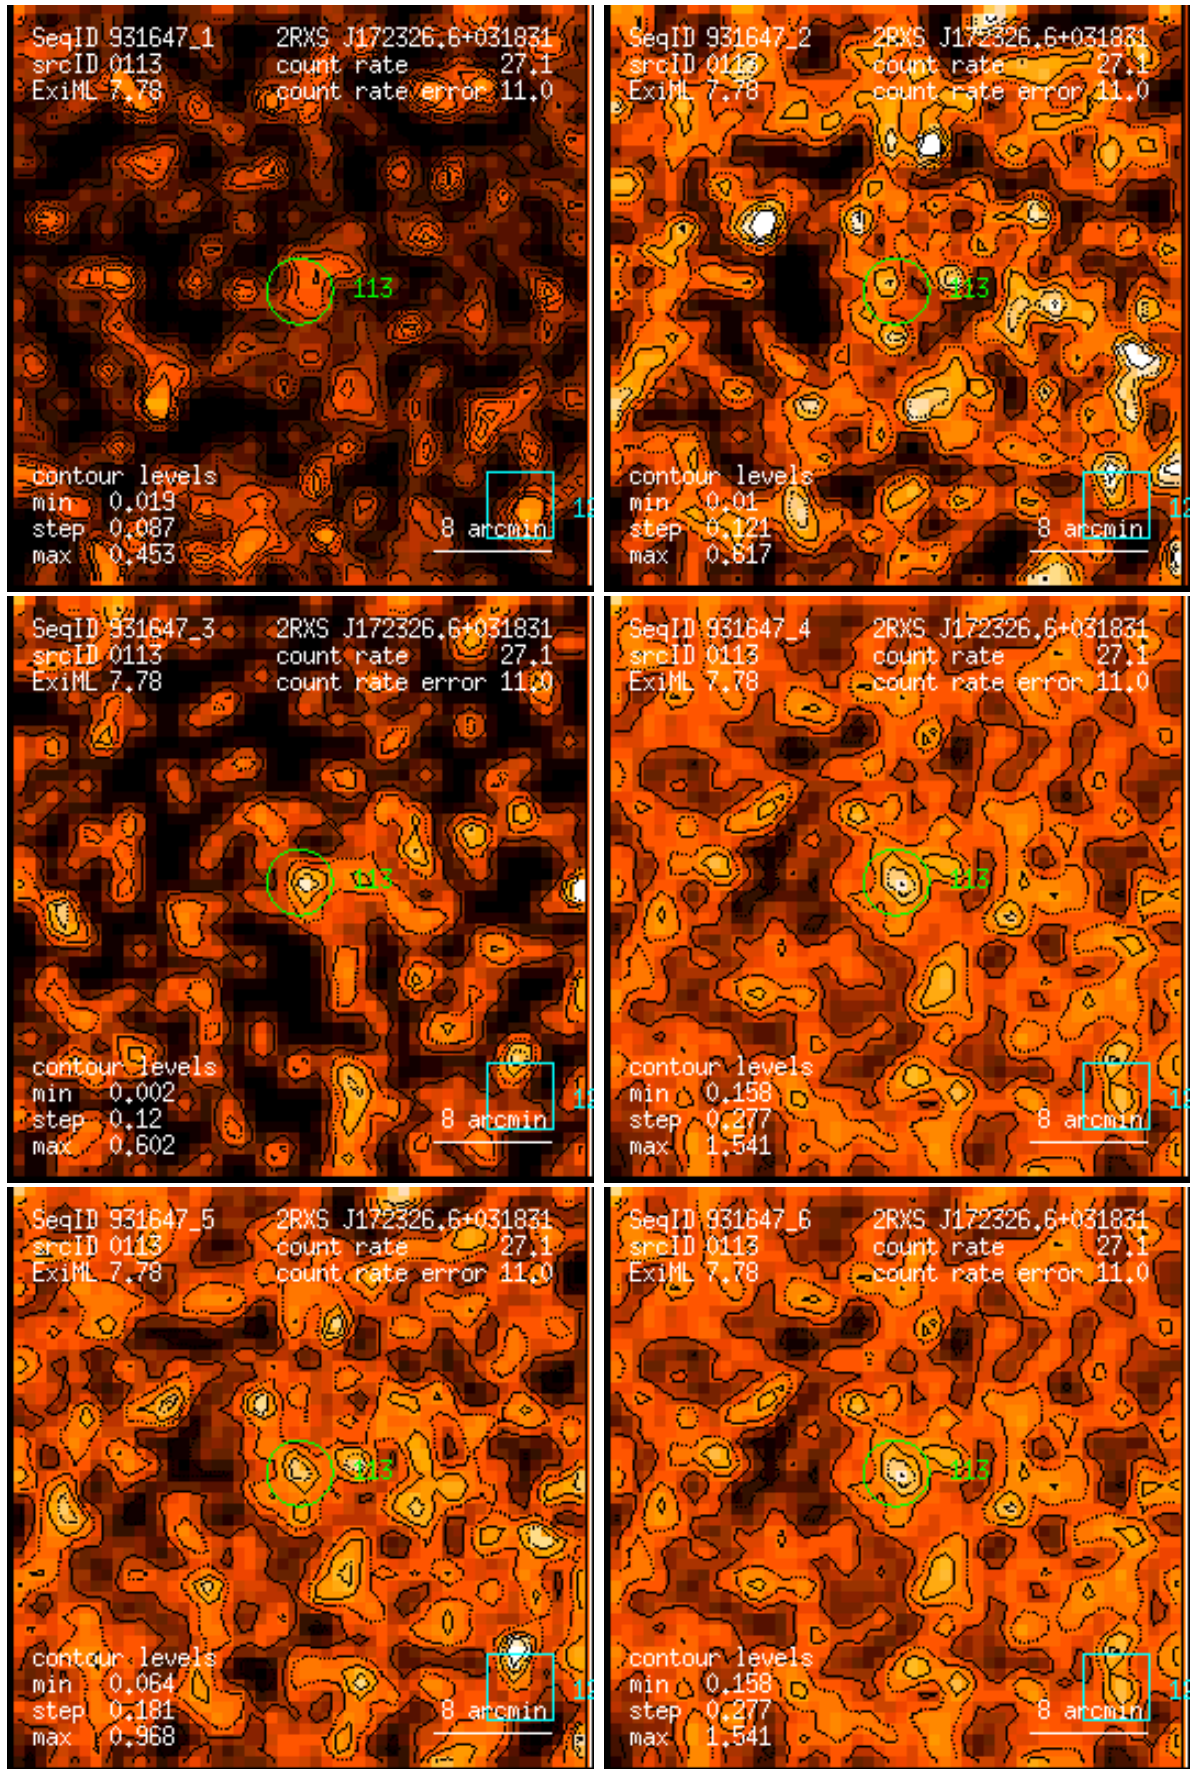 SeqID 931647_1 2RXS J172326.6+031831
srcID 0113 count rate 27.1
ExiML 7.78 count rate error 11.0
113
contour levels
min 0.019
step 0.087 8 arcmin 12
max 0.453
SeqID 931647_2 2RXS J172326.6+031831
srcID 0113 count rate 27.1
ExiML 7.78 count rate error 11.0
113
contour levels
min 0.01
step 0.121 8 arcmin 12
max 0.617
SeqID 931647_3 2RXS J172326.6+031831
srcID 0113 count rate 27.1
ExiML 7.78 count rate error 11.0
113
contour levels
min 0.002
step 0.12 8 arcmin 12
max 0.602
SeqID 931647_4 2RXS J172326.6+031831
srcID 0113 count rate 27.1
ExiML 7.78 count rate error 11.0
113
contour levels
min 0.158
step 0.277 8 arcmin 12
max 1.541
SeqID 931647_5 2RXS J172326.6+031831
srcID 0113 count rate 27.1
ExiML 7.78 count rate error 11.0
113
contour levels
min 0.064
step 0.181 8 arcmin 12
max 0.968
SeqID 931647_6 2RXS J172326.6+031831
srcID 0113 count rate 27.1
ExiML 7.78 count rate error 11.0
113
contour levels
min 0.158
step 0.277 8 arcmin 12
max 1.541